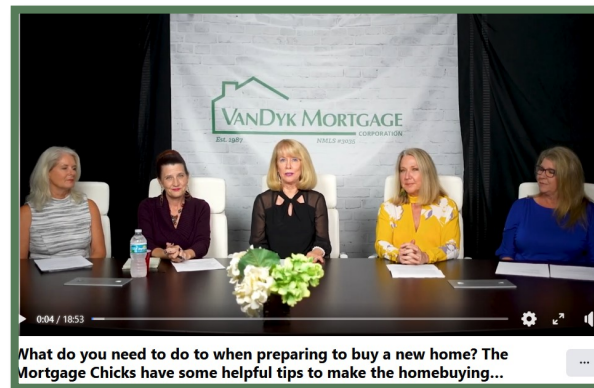 VANDYK MORTGAGE
CORPORATION
Est. 1987 NMLS #3035
0:04 / 18:53
What do you need to do to when preparing to buy a new home? The
Mortgage Chicks have some helpful tips to make the homebuying...
...